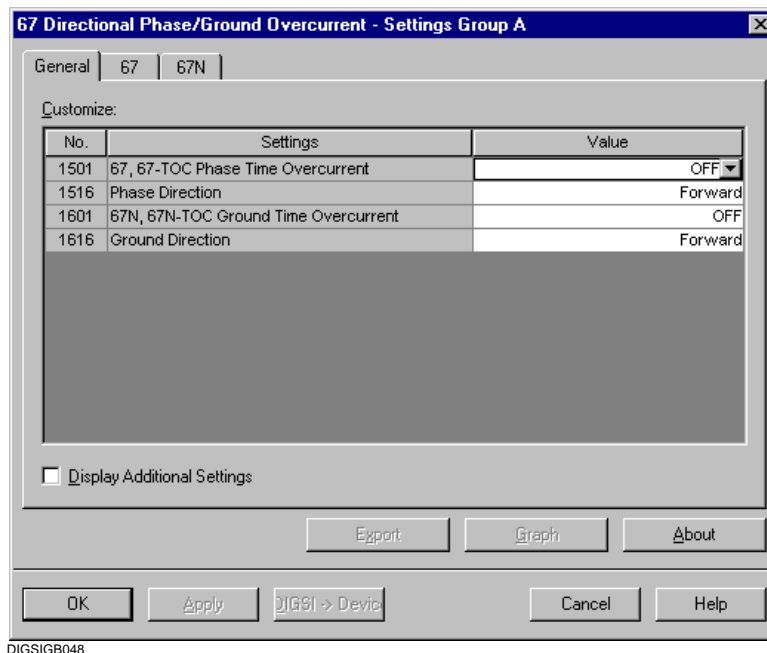 67 Directional Phase/Ground Overcurrent - Settings Group A
General 67 67N
Customize:
No. Settings Value
1501 67, 67-TOC Phase Time Overcurrent OFF
1516 Phase Direction Forward
1601 67N, 67N-TOC Ground Time Overcurrent OFF
1616 Ground Direction Forward
Display Additional Settings
Export Graph About
OK Apply DIGSI -> Device Cancel Help
DIGSIGB048